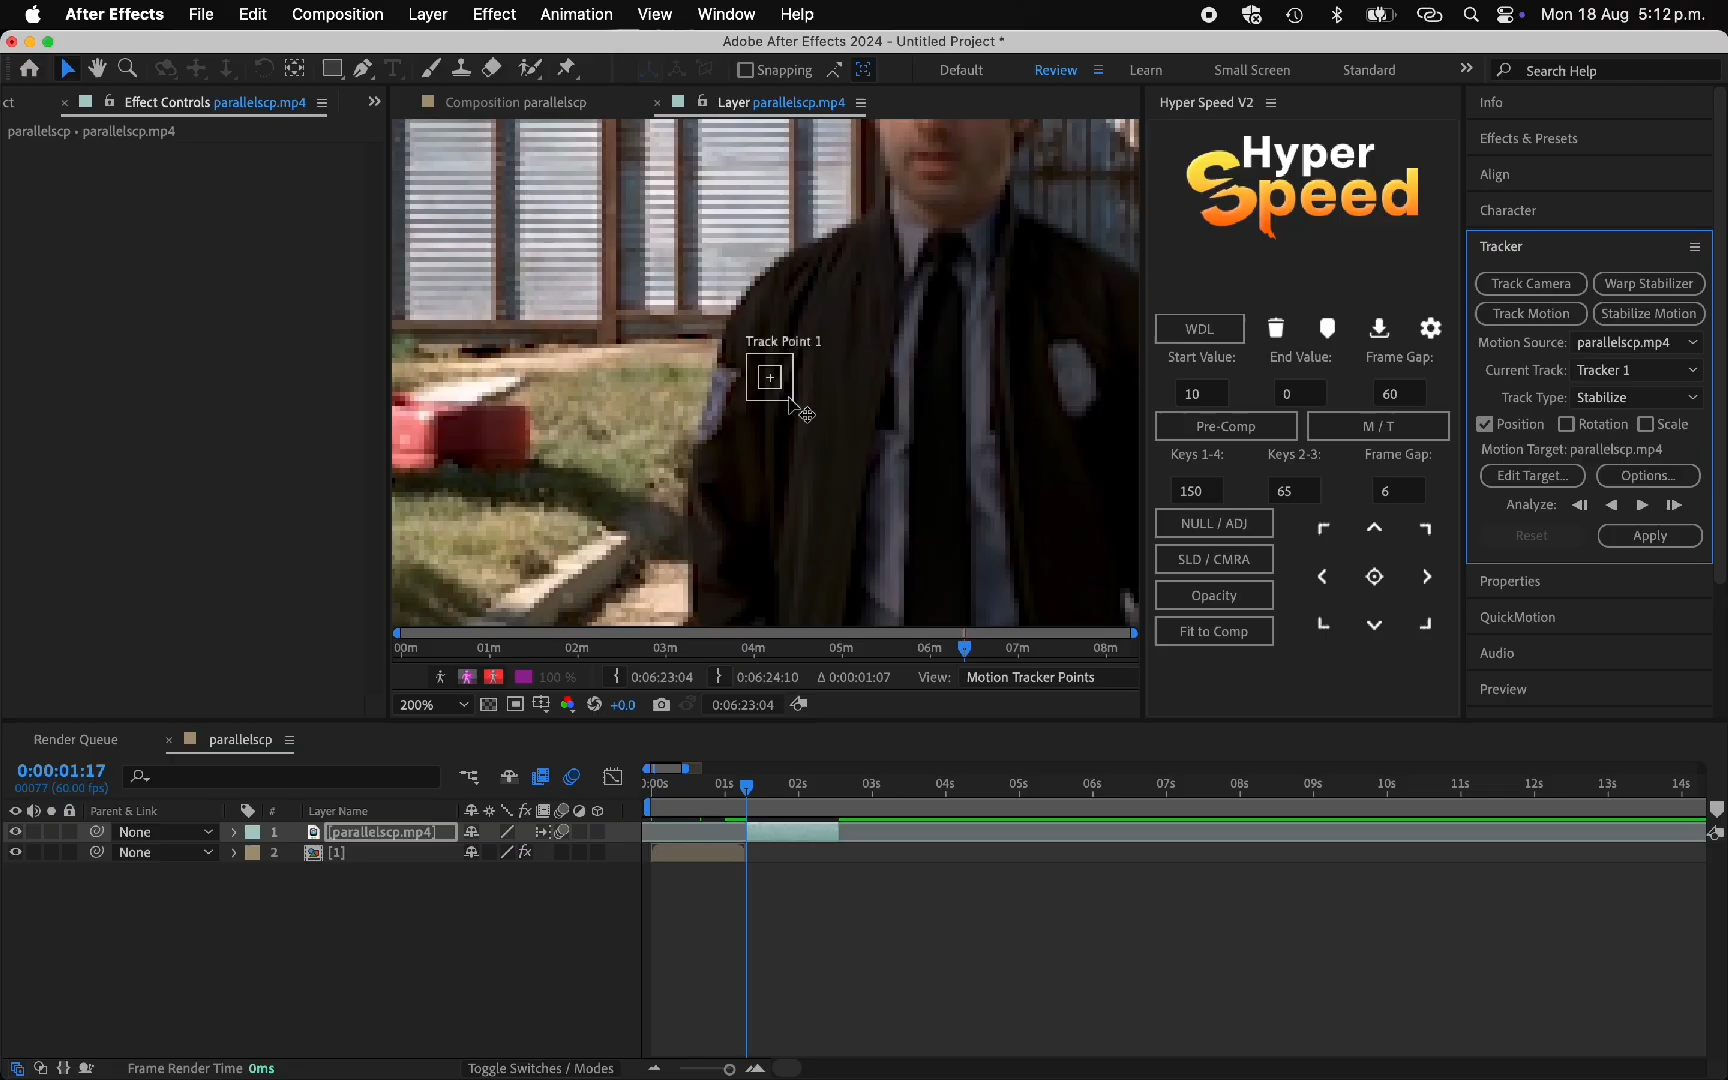 After Effects File Edit Composition Layer Effect Animation View Window Help Mon 18 Aug 5:12 p.m.
Adobe After Effects 2024 - Untitled Project *
Snapping Default Review Learn Small Screen Standard Search Help
ct Effect Controls parallelscp.mp4 Composition parallelscp Layer parallelscp.mp4 Hyper Speed V2 Info
parallelscp • parallelscp.mp4
Effects & Presets
Align
Character
Tracker
Track Camera Warp Stabilizer
Track Motion Stabilize Motion
Motion Source: parallelscp.mp4
Current Track: Tracker 1
Track Type: Stabilize
Position Rotation Scale
Motion Target: parallelscp.mp4
Edit Target... Options...
Analyze:
Reset Apply
Properties
QuickMotion
Audio
Preview
Hyper
Speed
WDL
Start Value: End Value: Frame Gap:
10 0 60
Pre-Comp M / T
Keys 1-4: Keys 2-3: Frame Gap:
150 65 6
NULL / ADJ
SLD / CMRA
Opacity
Fit to Comp
Track Point 1
00m 01m 02m 03m 04m 05m 06m 07m 08m
100 % 0:06:23:04 0:06:24:10 Δ 0:00:01:07 View: Motion Tracker Points
200% +0.0 0:06:23:04
Render Queue parallelscp
0:00:01:17
00077 (60.00 fps)
Parent & Link # Layer Name
None 1 [parallelscp.mp4]
None 2 [1]
:00s 01s 02s 03s 04s 05s 06s 07s 08s 09s 10s 11s 12s 13s 14s
Frame Render Time 0ms Toggle Switches / Modes